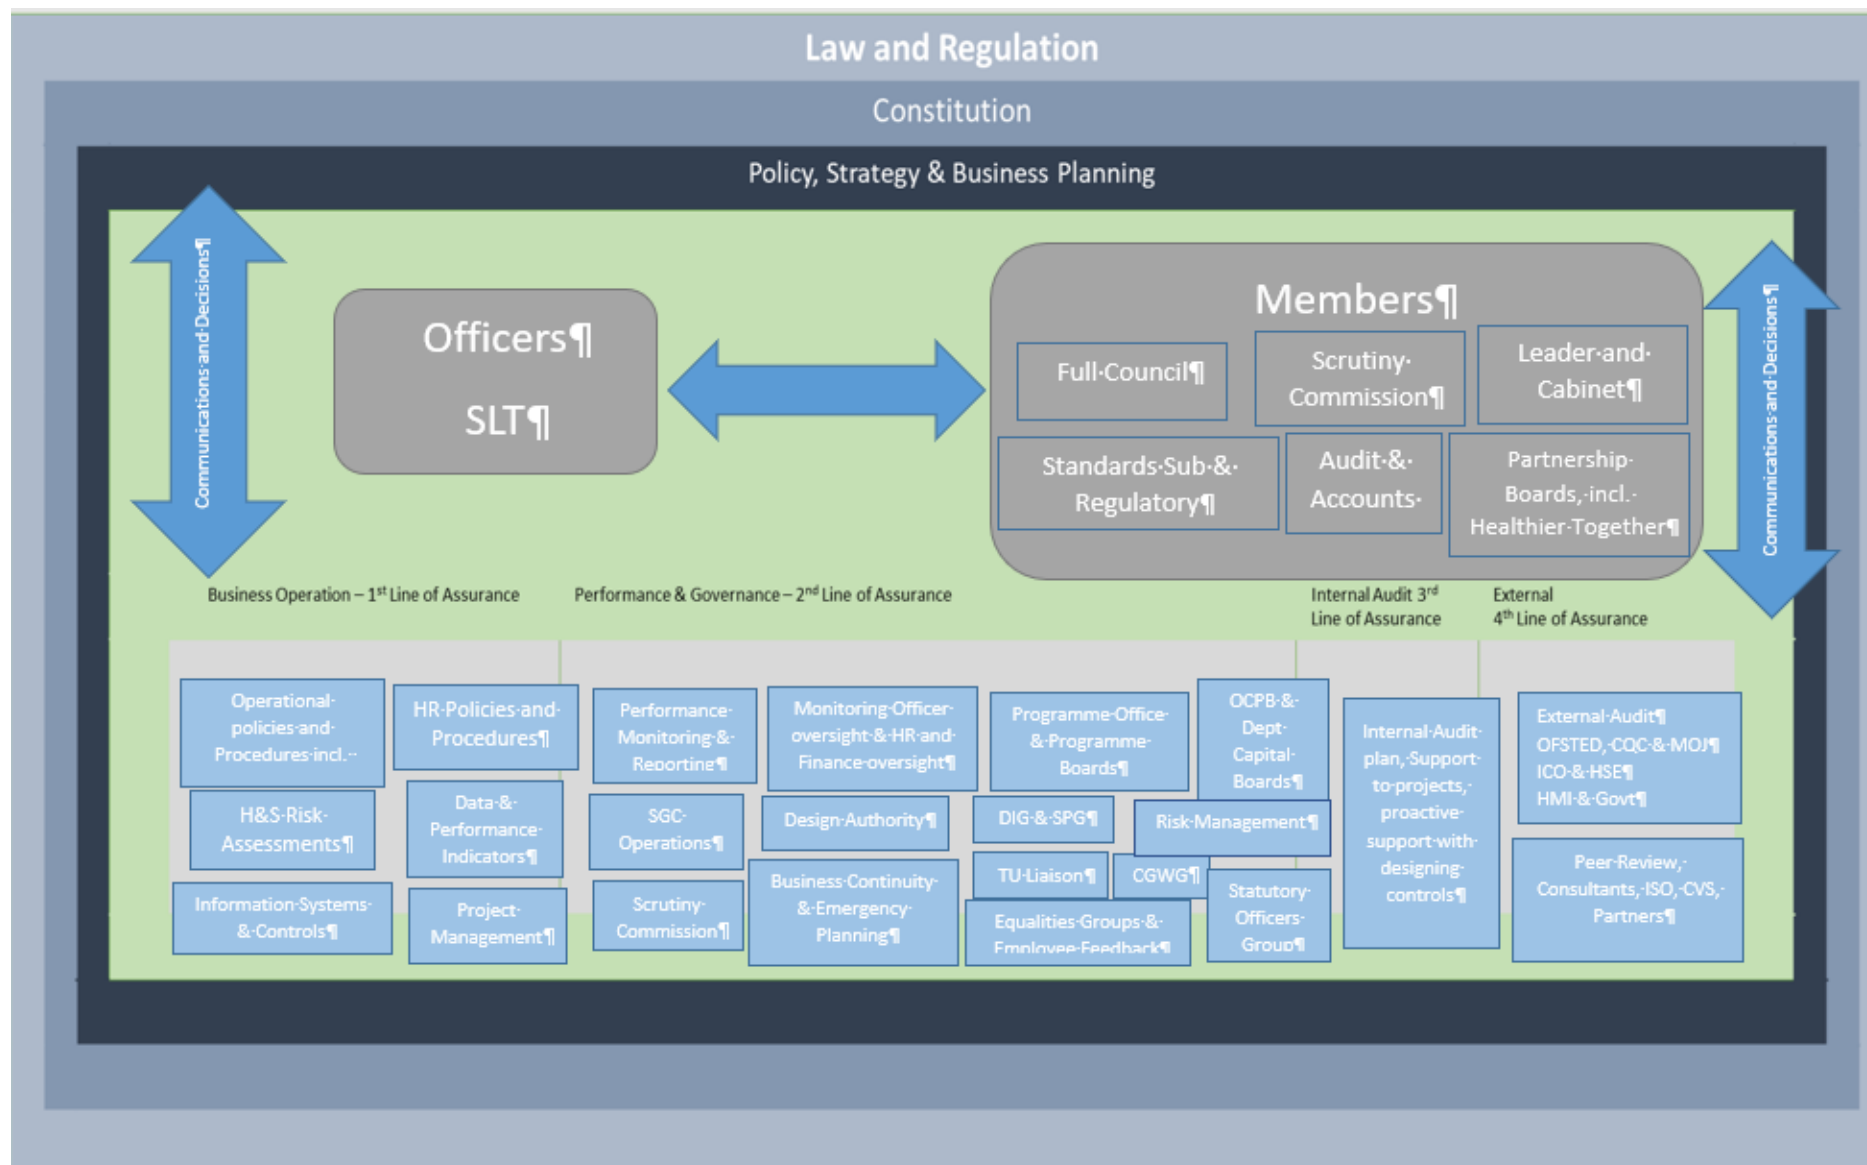 Law and Regulation
Constitution
Policy, Strategy & Business Planning
Communications·and·Decisions¶
Officers¶
SLT¶
Members¶
Full·Council¶
Scrutiny·
Commission¶
Leader·and·
Cabinet¶
Standards·Sub·&·
Regulatory¶
Audit·&·
Accounts·
Partnership·
Boards,·incl.·
Healthier·Together¶
Communications·and·Decisions¶
Business Operation – 1st Line of Assurance
Performance & Governance – 2nd Line of Assurance
Internal Audit 3rd
Line of Assurance
External
4th Line of Assurance
Operational·
policies·and·
Procedures·incl.··
HR·Policies·and·
Procedures¶
H&S·Risk·
Assessments¶
Data·&·
Performance·
Indicators¶
Information·Systems·
&·Controls¶
Project·
Management¶
Performance·
Monitoring·&·
Reporting¶
Monitoring·Officer·
oversight·&·HR·and·
Finance·oversight¶
Programme·Office·
&·Programme·
Boards¶
OCPB·&·
Dept·
Capital·
Boards¶
SGC·
Operations¶
Design·Authority¶
DIG·&·SPG¶
Risk·Management¶
TU·Liaison¶
CGWG¶
Scrutiny·
Commission¶
Business·Continuity·
&·Emergency·
Planning¶
Equalities·Groups·&·
Employee·Feedback¶
Statutory·
Officers·
Group¶
Internal·Audit·
plan,·Support·
to·projects,·
proactive·
support·with·
designing·
controls¶
External·Audit¶
OFSTED,·CQC·&·MOJ¶
ICO·&·HSE¶
HMI·&·Govt¶
Peer·Review,·
Consultants,·ISO,·CVS,·
Partners¶